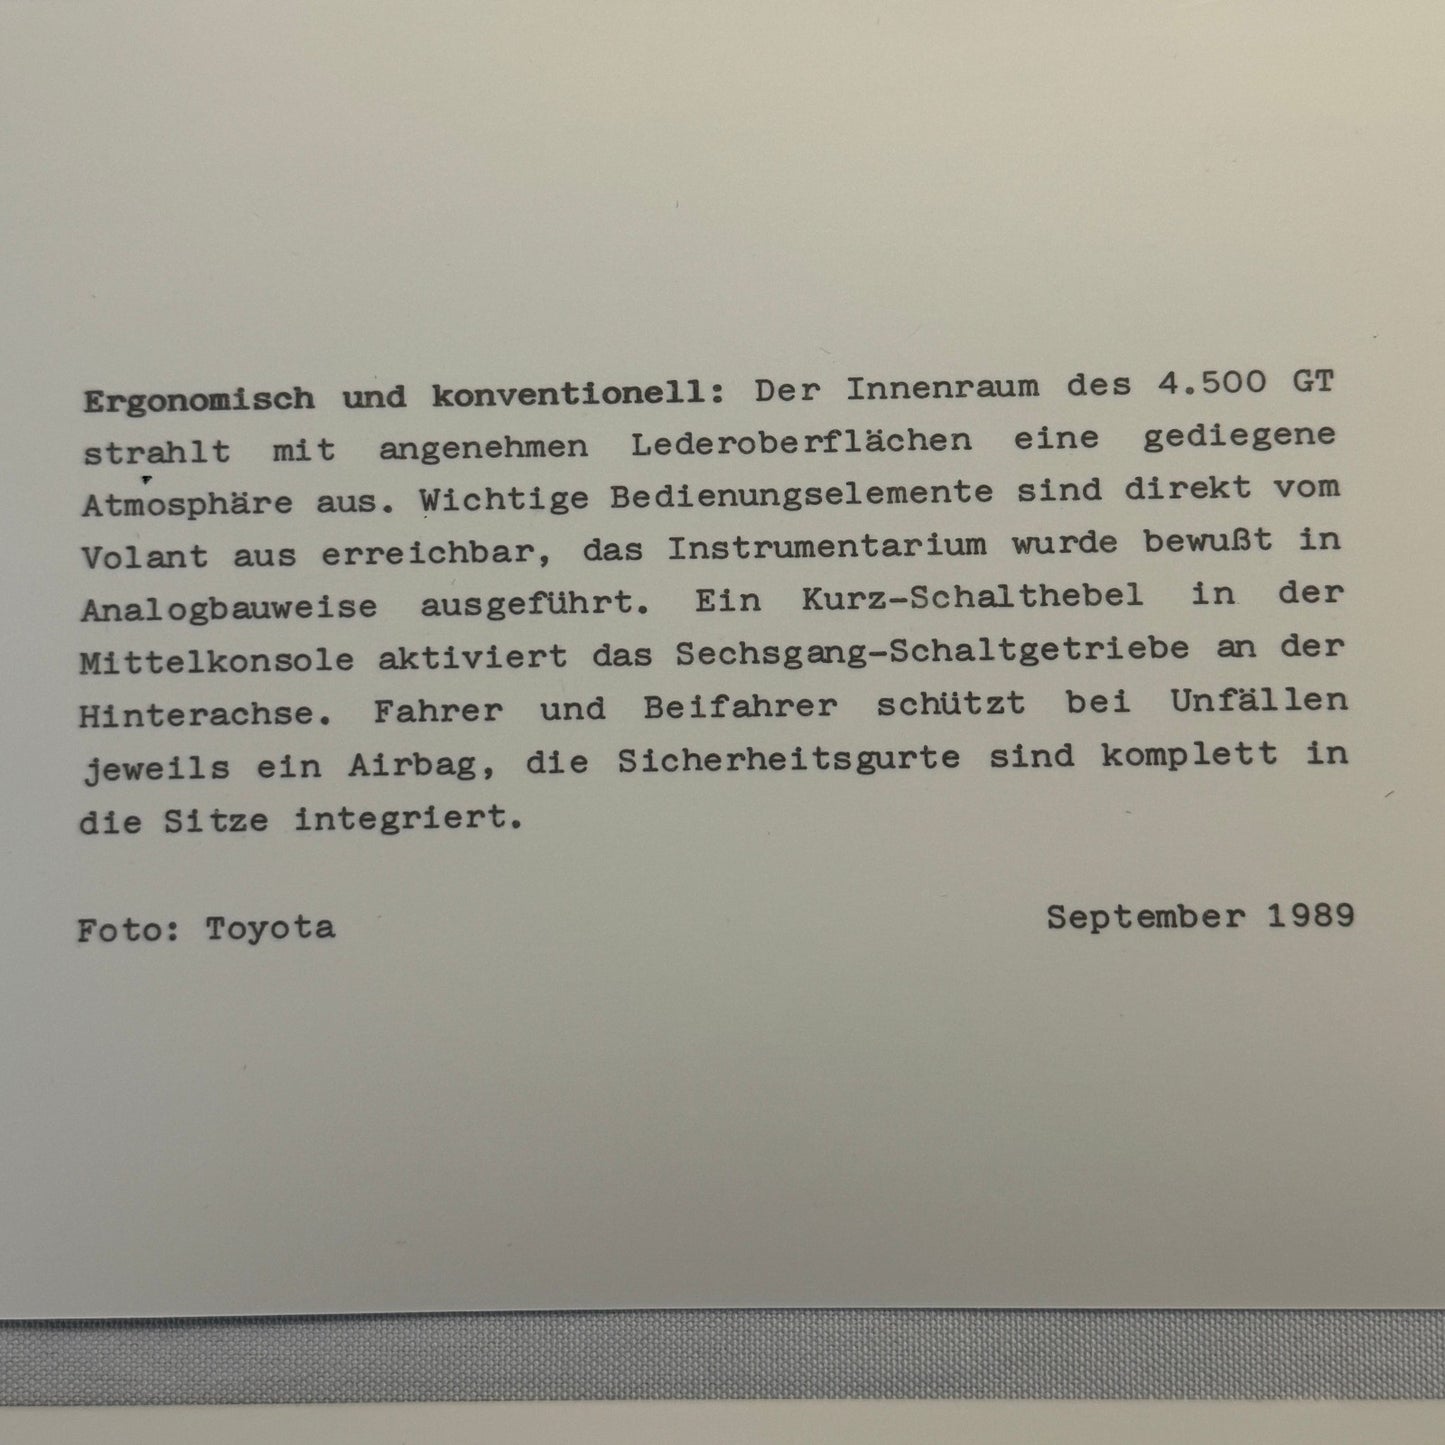 Ergonomisch und konventionell: Der Innenraum des 4.500 GT
strahlt mit angenehmen Lederoberflächen eine gediegene
Atmosphäre aus. Wichtige Bedienungselemente sind direkt vom
Volant aus erreichbar, das Instrumentarium wurde bewußt in
Analogbauweise ausgeführt. Ein Kurz-Schalthebel in der
Mittelkonsole aktiviert das Sechsgang-Schaltgetriebe an der
Hinterachse. Fahrer und Beifahrer schützt bei Unfällen
jeweils ein Airbag, die Sicherheitsgurte sind komplett in
die Sitze integriert.
Foto: Toyota September 1989